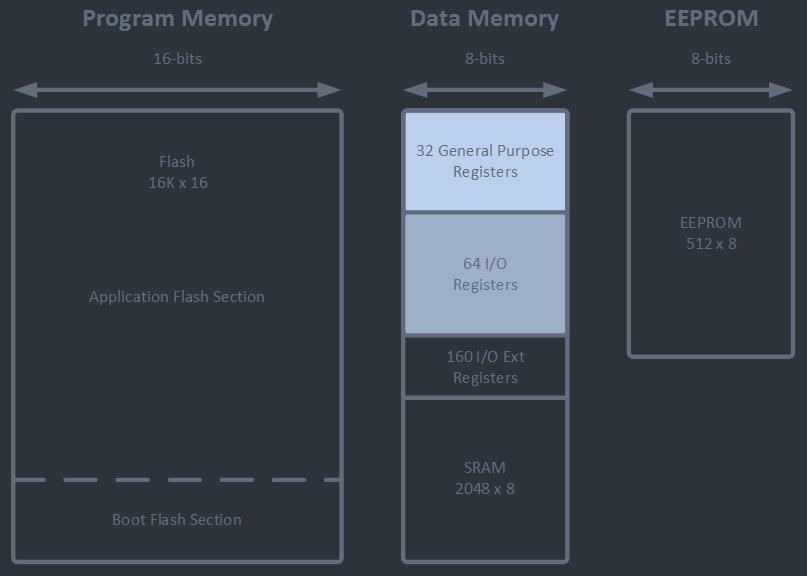 Program Memory
16-bits
Flash
16K x 16
Application Flash Section
Boot Flash Section
Data Memory
8-bits
32 General Purpose
Registers
64 I/O
Registers
160 I/O Ext
Registers
SRAM
2048 x 8
EEPROM
8-bits
EEPROM
512 x 8